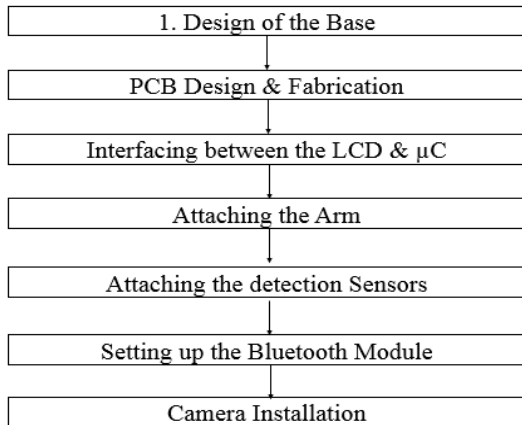 1. Design of the Base
PCB Design & Fabrication
Interfacing between the LCD & µC
Attaching the Arm
Attaching the detection Sensors
Setting up the Bluetooth Module
Camera Installation